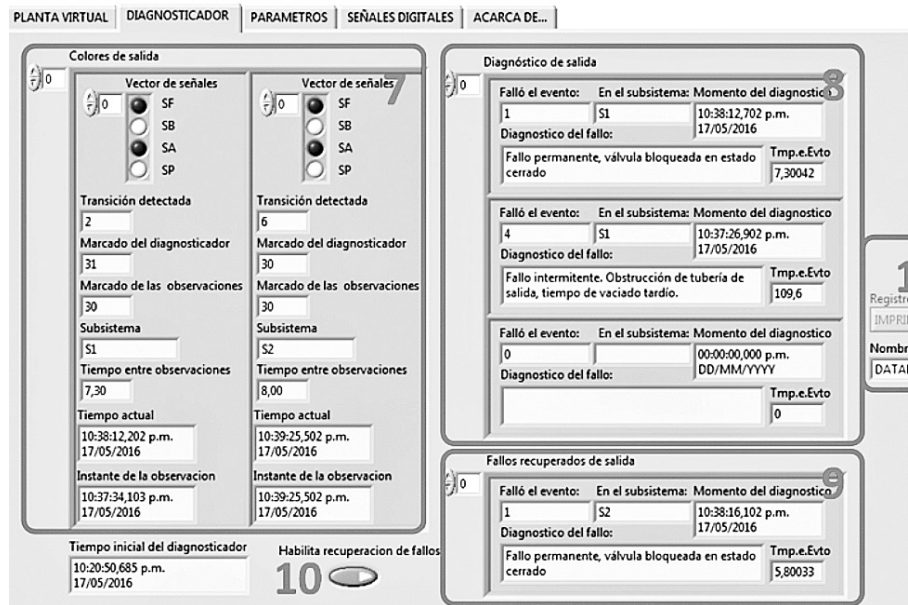 PLANTA VIRTUAL DIAGNOSTICADOR PARAMETROS SEÑALES DIGITALES ACERCA DE...
Colores de salida
7
0
Vector de señales
0
SF
SB
SA
SP
Transición detectada
2
Marcado del diagnosticador
31
Marcado de las observaciones
30
Subsistema
S1
Tiempo entre observaciones
7,30
Tiempo actual
10:38:12,202 p.m.
17/05/2016
Instante de la observacion
10:37:34,103 p.m.
17/05/2016
Vector de señales
0
SF
SB
SA
SP
Transición detectada
6
Marcado del diagnosticador
30
Marcado de las observaciones
30
Subsistema
S2
Tiempo entre observaciones
8,00
Tiempo actual
10:39:25,502 p.m.
17/05/2016
Instante de la observacion
10:39:25,502 p.m.
17/05/2016
Tiempo inicial del diagnosticador
10:20:50,685 p.m.
17/05/2016
Habilita recuperacion de fallos
10
Diagnóstico de salida
8
0
Falló el evento: En el subsistema: Momento del diagnostico
1 S1 10:38:12,702 p.m.
17/05/2016
Diagnostico del fallo:
Fallo permanente, válvula bloqueada en estado
cerrado
Tmp.e.Evto
7,30042
Falló el evento: En el subsistema: Momento del diagnostico
4 S1 10:37:26,902 p.m.
17/05/2016
Diagnostico del fallo:
Fallo intermitente. Obstrucción de tubería de
salida, tiempo de vaciado tardío.
Tmp.e.Evto
109,6
Falló el evento: En el subsistema: Momento del diagnostico
0 00:00:00,000 p.m.
DD/MM/YYYY
Diagnostico del fallo:
Tmp.e.Evto
0
Fallos recuperados de salida
9
0
Falló el evento: En el subsistema: Momento del diagnostico
1 S2 10:38:16,102 p.m.
17/05/2016
Diagnostico del fallo:
Fallo permanente, válvula bloqueada en estado
cerrado
Tmp.e.Evto
5,80033